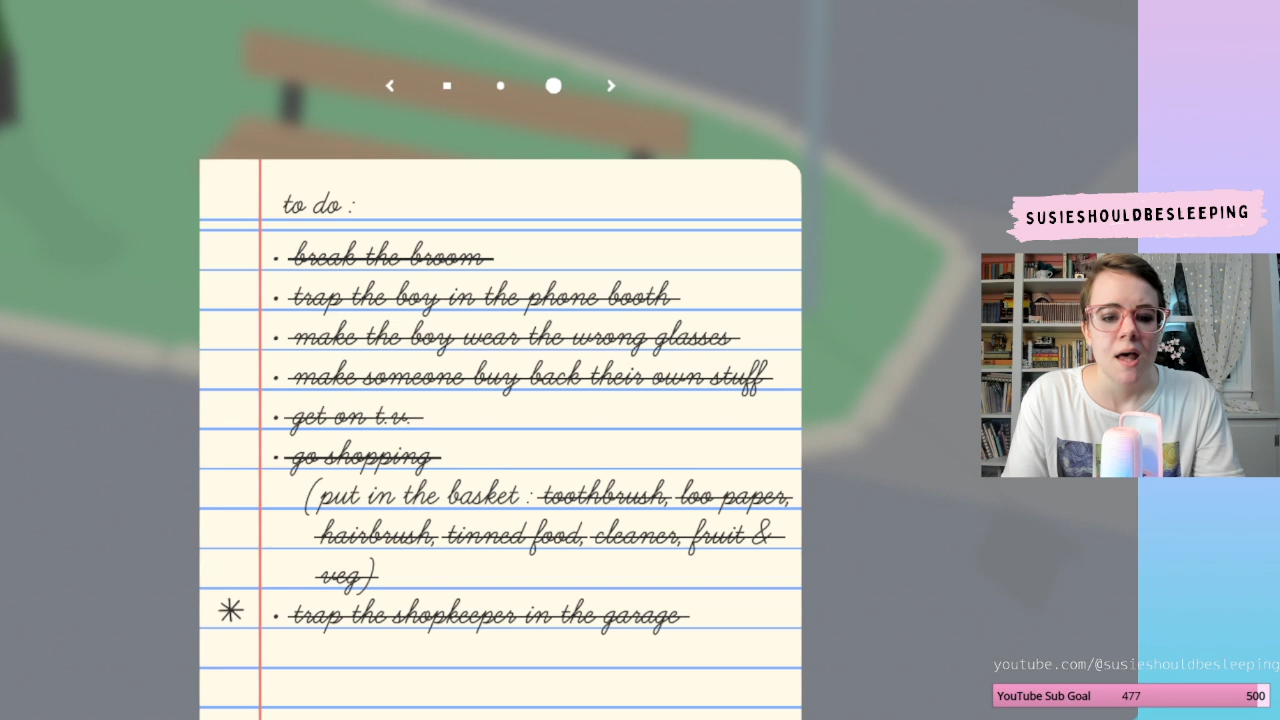 to do :
• break the broom
• trap the boy in the phone booth
• make the boy wear the wrong glasses
• make someone buy back their own stuff
• get on t.v.
• go shopping
(put in the basket : toothbrush, loo paper,
hairbrush, tinned food, cleaner, fruit &
veg)
• trap the shopkeeper in the garage
SUSIESHOULDBESLEEPING
youtube.com/@susieshouldbesleeping
YouTube Sub Goal 477 500